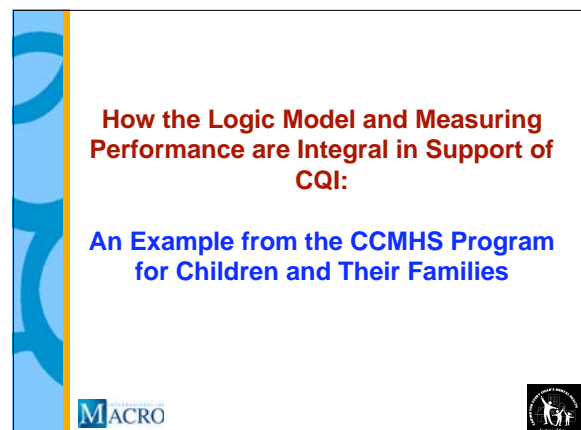 How the Logic Model and Measuring
Performance are Integral in Support of
CQI:
An Example from the CCMHS Program
for Children and Their Families
MACRO